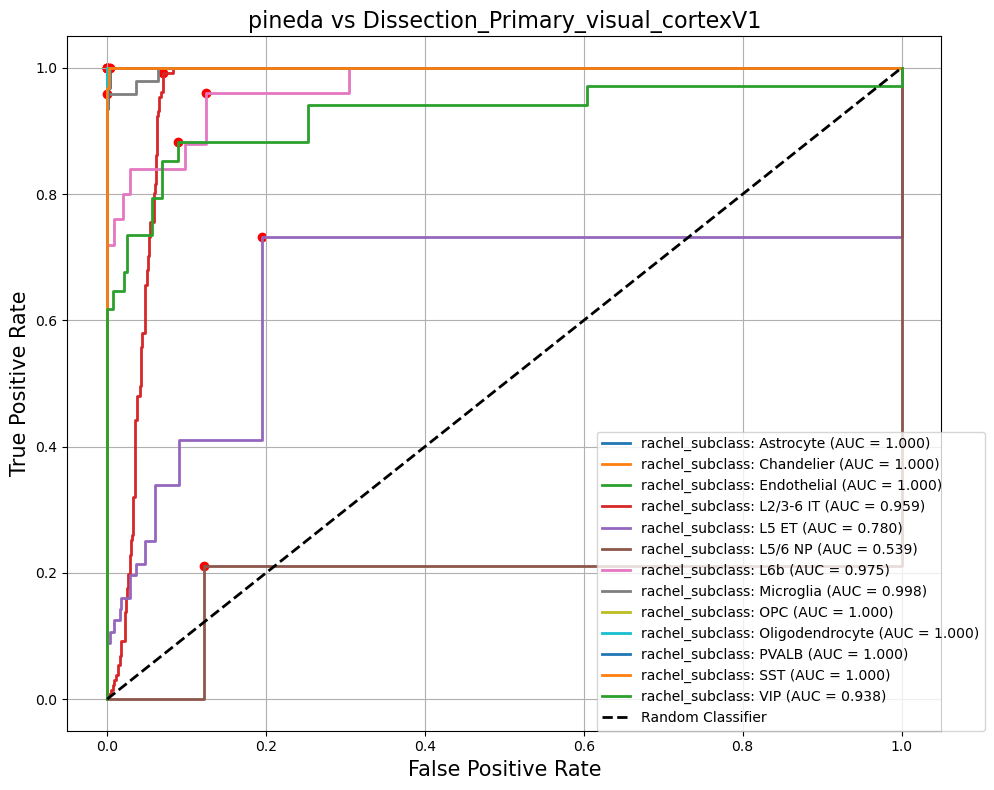 pineda vs Dissection_Primary_visual_cortexV1
True Positive Rate
1.0
0.8
0.6
0.4
0.2
0.0
rachel_subclass: Astrocyte (AUC = 1.000)
rachel_subclass: Chandelier (AUC = 1.000)
rachel_subclass: Endothelial (AUC = 1.000)
rachel_subclass: L2/3-6 IT (AUC = 0.959)
rachel_subclass: L5 ET (AUC = 0.780)
rachel_subclass: L5/6 NP (AUC = 0.539)
rachel_subclass: L6b (AUC = 0.975)
rachel_subclass: Microglia (AUC = 0.998)
rachel_subclass: OPC (AUC = 1.000)
rachel_subclass: Oligodendrocyte (AUC = 1.000)
rachel_subclass: PVALB (AUC = 1.000)
rachel_subclass: SST (AUC = 1.000)
rachel_subclass: VIP (AUC = 0.938)
Random Classifier
0.0 0.2 0.4 0.6 0.8 1.0
False Positive Rate